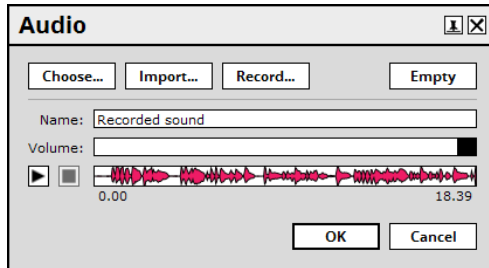 Audio
Choose... Import... Record... Empty
Name: Recorded sound
Volume:
0.00 18.39
OK Cancel